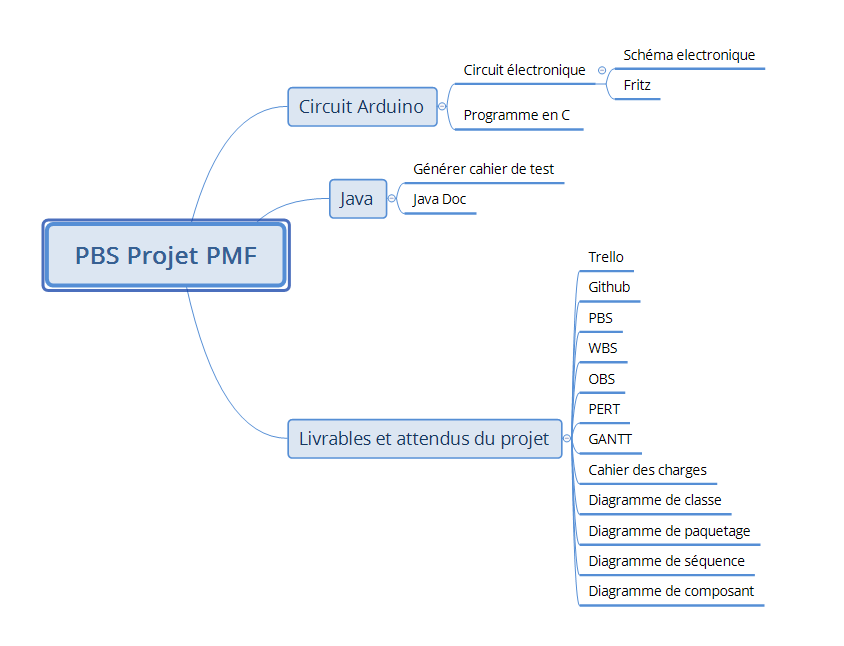 PBS Projet PMF
Circuit Arduino
Circuit électronique
Schéma electronique
Fritz
Programme en C
Java
Générer cahier de test
Java Doc
Livrables et attendus du projet
Trello
Github
PBS
WBS
OBS
PERT
GANTT
Cahier des charges
Diagramme de classe
Diagramme de paquetage
Diagramme de séquence
Diagramme de composant